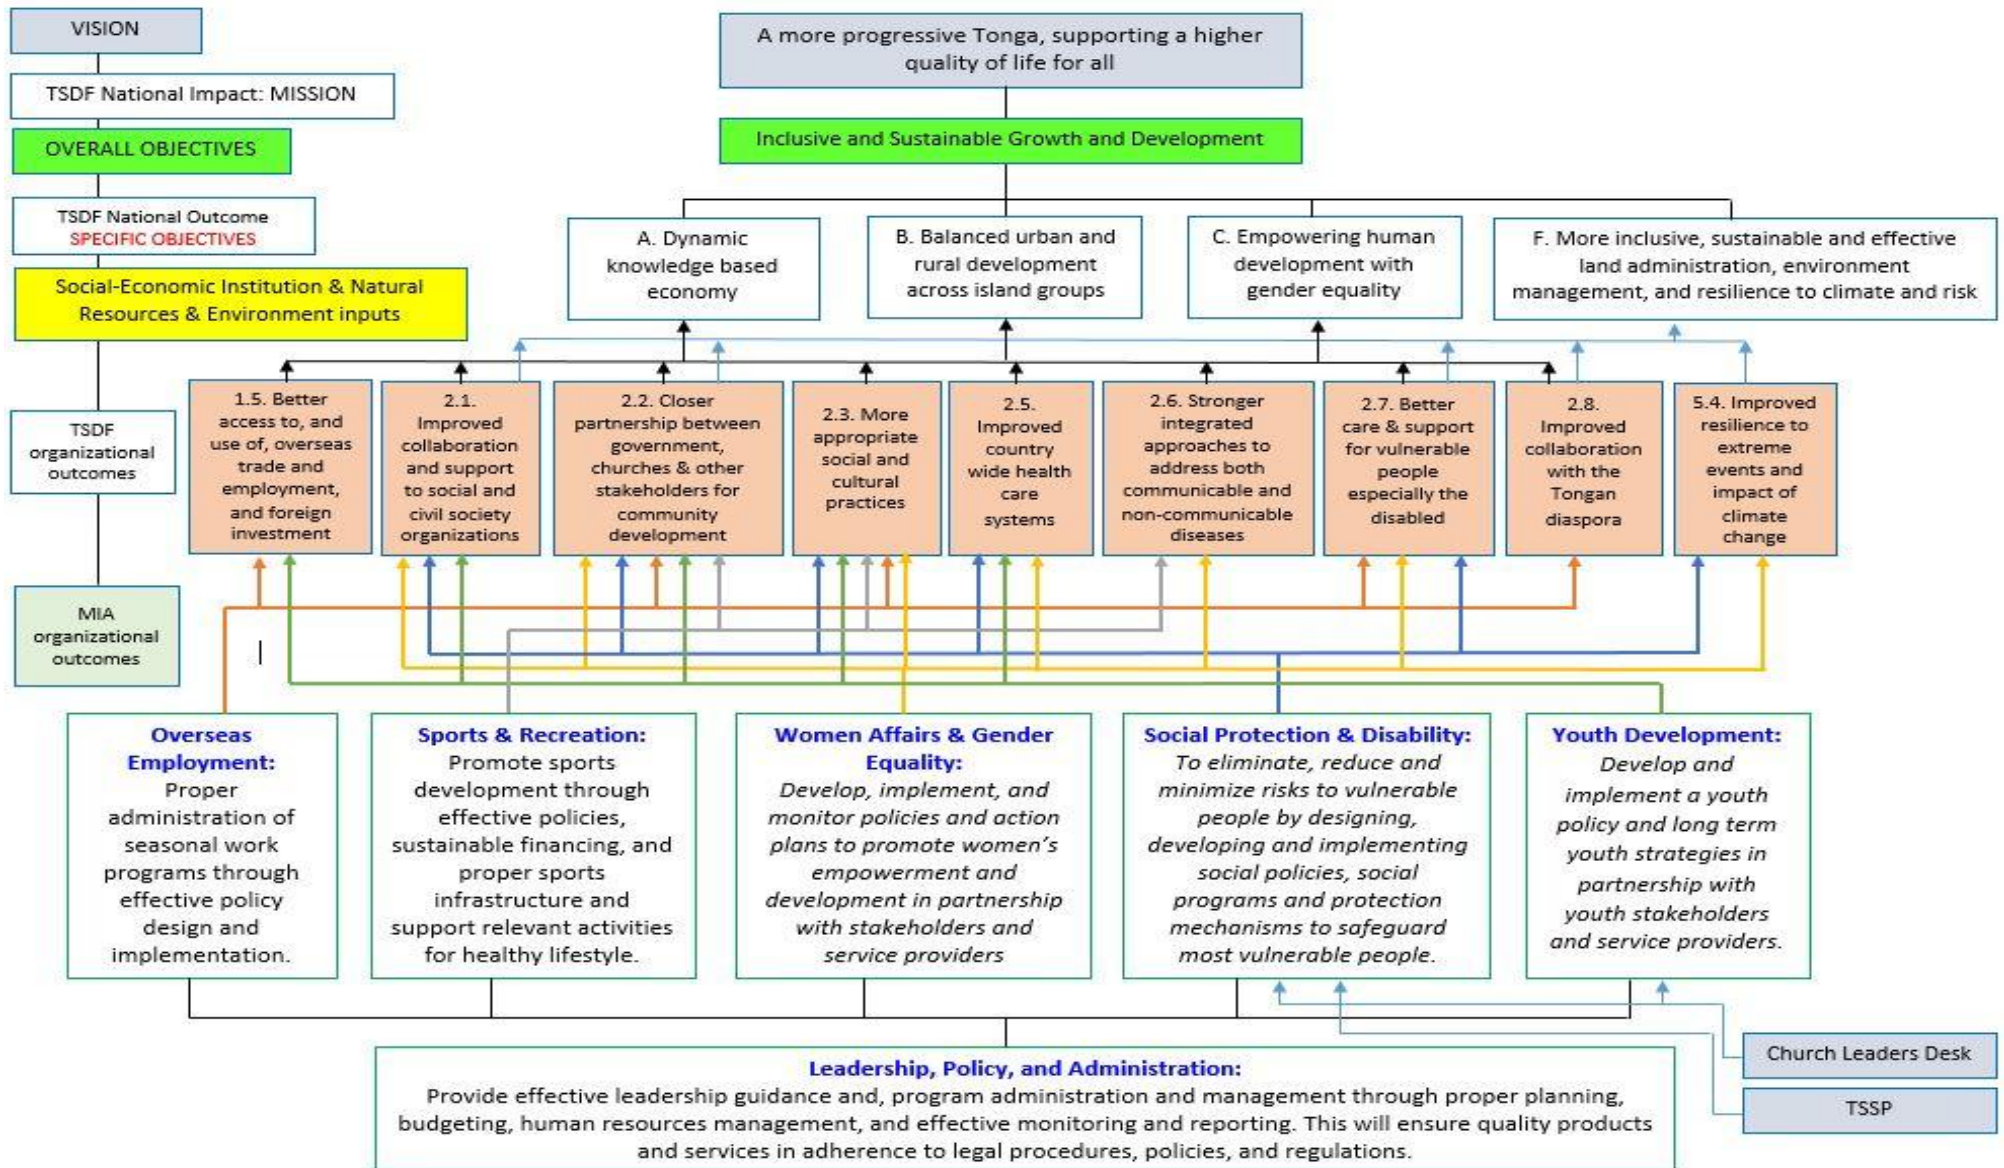 VISION
A more progressive Tonga, supporting a higher
quality of life for all
TSDF National Impact: MISSION
OVERALL OBJECTIVES
Inclusive and Sustainable Growth and Development
TSDF National Outcome
SPECIFIC OBJECTIVES
A. Dynamic
knowledge based
economy
B. Balanced urban and
rural development
across island groups
C. Empowering human
development with
gender equality
F. More inclusive, sustainable and effective
land administration, environment
management, and resilience to climate and risk
Social-Economic Institution & Natural
Resources & Environment inputs
TSDF
organizational
outcomes
1.5. Better
access to, and
use of, overseas
trade and
employment,
and foreign
investment
2.1.
Improved
collaboration
and support
to social and
civil society
organizations
2.2. Closer
partnership between
government,
churches & other
stakeholders for
community
development
2.3. More
appropriate
social and
cultural
practices
2.5.
Improved
country
wide health
care
systems
2.6. Stronger
integrated
approaches to
address both
communicable and
non-communicable
diseases
2.7. Better
care & support
for vulnerable
people
especially the
disabled
2.8.
Improved
collaboration
with the
Tongan
diaspora
5.4. Improved
resilience to
extreme
events and
impact of
climate
change
MIA
organizational
outcomes
Overseas
Employment:
Proper
administration of
seasonal work
programs through
effective policy
design and
implementation.
Sports & Recreation:
Promote sports
development through
effective policies,
sustainable financing, and
proper sports
infrastructure and
support relevant activities
for healthy lifestyle.
Women Affairs & Gender
Equality:
Develop, implement, and
monitor policies and action
plans to promote women's
empowerment and
development in partnership
with stakeholders and
service providers
Social Protection & Disability:
To eliminate, reduce and
minimize risks to vulnerable
people by designing,
developing and implementing
social policies, social
programs and protection
mechanisms to safeguard
most vulnerable people.
Youth Development:
Develop and
implement a youth
policy and long term
youth strategies in
partnership with
youth stakeholders
and service providers.
Church Leaders Desk
TSSP
Leadership, Policy, and Administration:
Provide effective leadership guidance and, program administration and management through proper planning,
budgeting, human resources management, and effective monitoring and reporting. This will ensure quality products
and services in adherence to legal procedures, policies, and regulations.